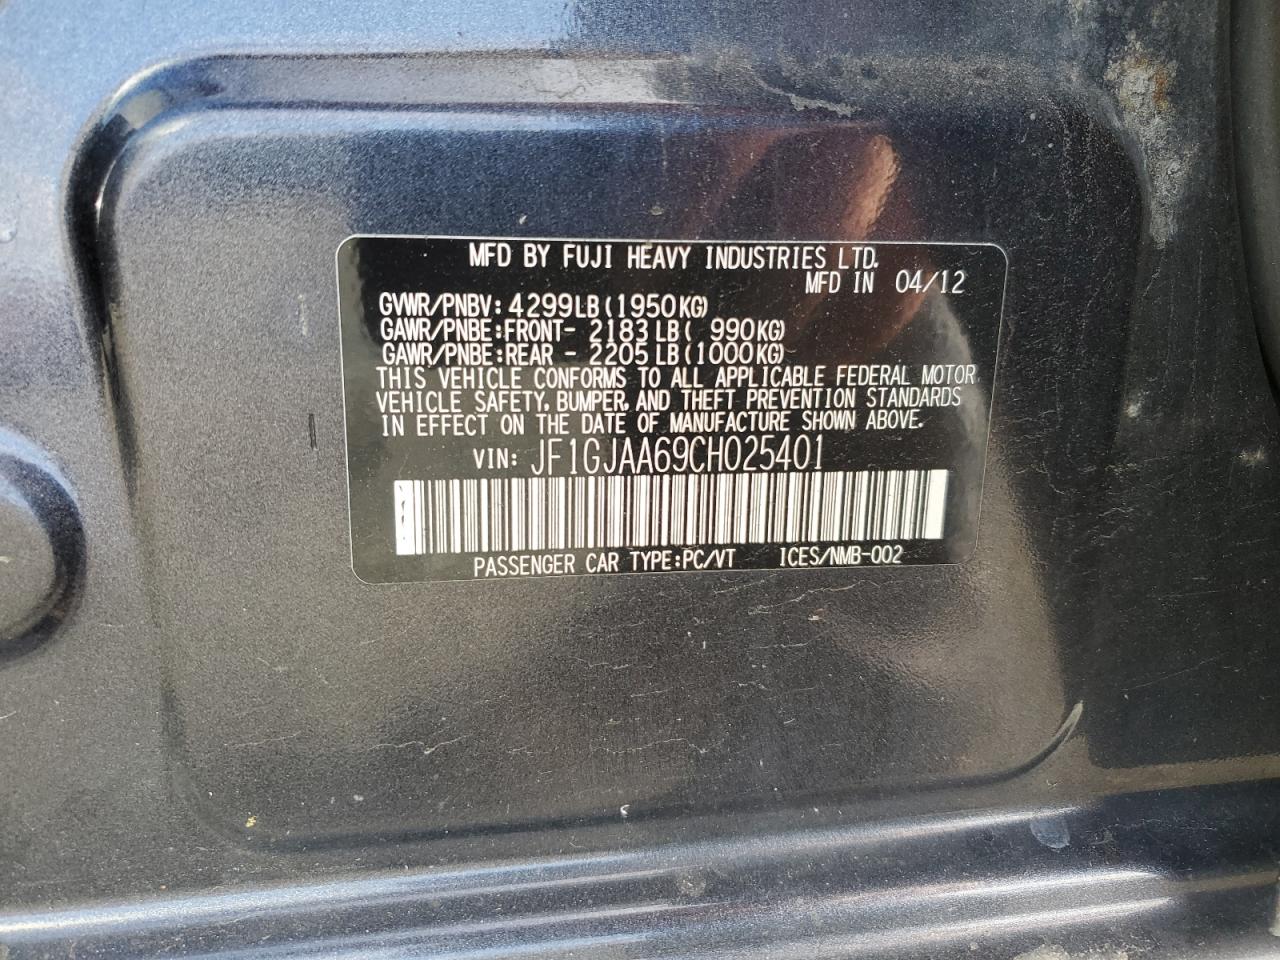 MFD BY FUJI HEAVY INDUSTRIES LTD.
MFD IN 04/12
GVWR/PNBV: 4299LB(1950KG)
GAWR/PNBE:FRONT- 2183 LB( 990KG)
GAWR/PNBE:REAR - 2205 LB(1000KG)
THIS VEHICLE CONFORMS TO ALL APPLICABLE FEDERAL MOTOR
VEHICLE SAFETY, BUMPER, AND THEFT PREVENTION STANDARDS
IN EFFECT ON THE DATE OF MANUFACTURE SHOWN ABOVE.
VIN: JF1GJAA69CH025401
PASSENGER CAR TYPE:PC/VT ICES/NMB-002